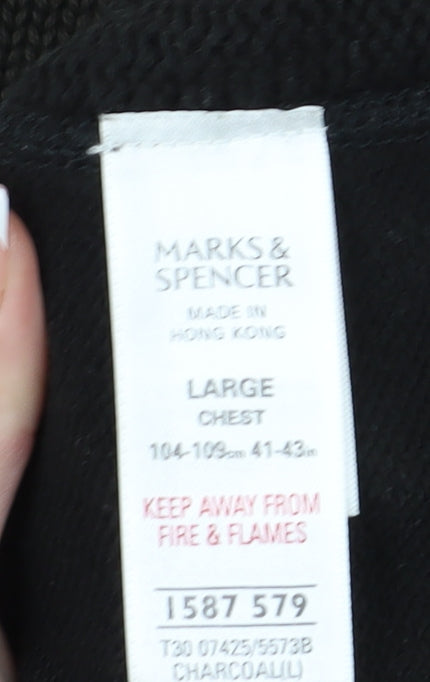 MARKS &
SPENCER
MADE IN
HONG KONG
LARGE
CHEST
104-109cm 41-43in
KEEP AWAY FROM
FIRE & FLAMES
1587 579
T30 07425/5573B
CHARCOAL(L)